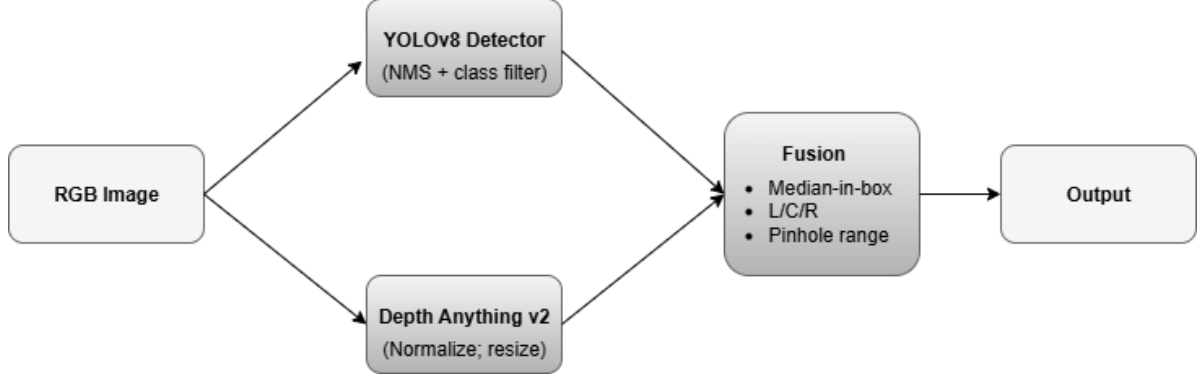 RGB Image
YOLOv8 Detector
(NMS + class filter)
Depth Anything v2
(Normalize; resize)
Fusion
• Median-in-box
• L/C/R
• Pinhole range
Output